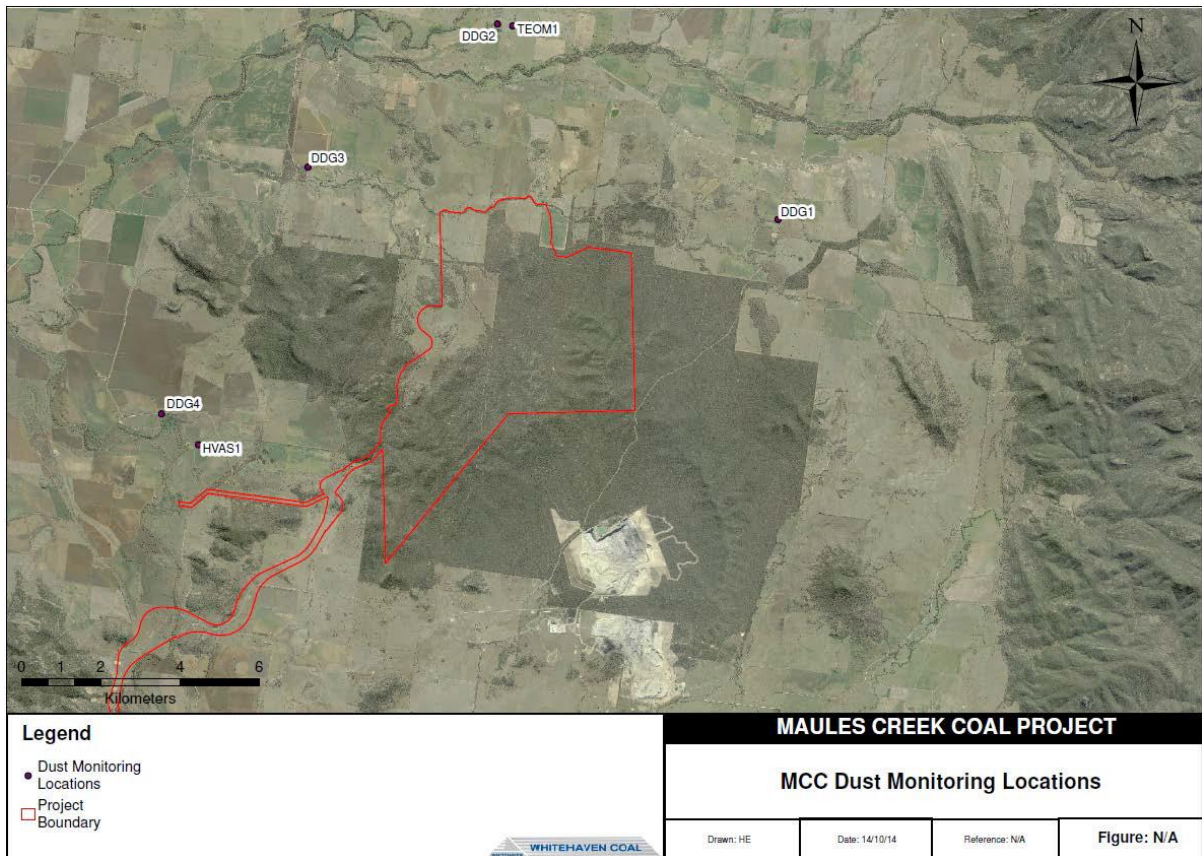 N
DDG2
TEOM1
DDG3
DDG1
DDG4
HVAS1
0 1 2 4 6
Kilometers
Legend
Dust Monitoring
Locations
Project
Boundary
WHITEHAVEN COAL
MAULES CREEK COAL PROJECT
MCC Dust Monitoring Locations
Drawn: HE
Date: 14/10/14
Reference: N/A
Figure: N/A